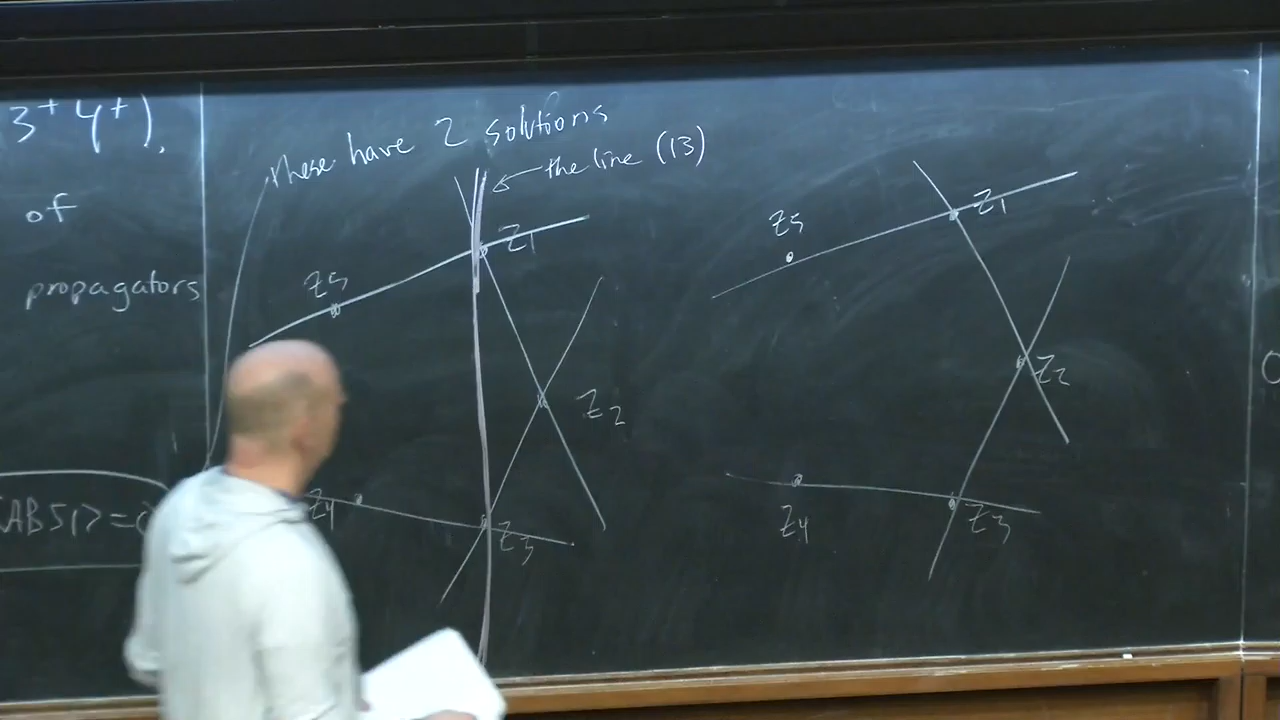 3⁺ 4⁺),
of
propagators
⟨AB51⟩=0
these have 2 solutions
the line (13)
Z1
Z5
Z2
Z4
Z3
Z1
Z5
Z2
Z4
Z3